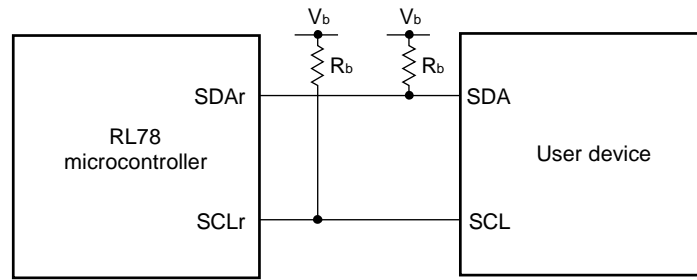 Vb Vb
Rb Rb
SDAr SDA
RL78
microcontroller
User device
SCLr SCL